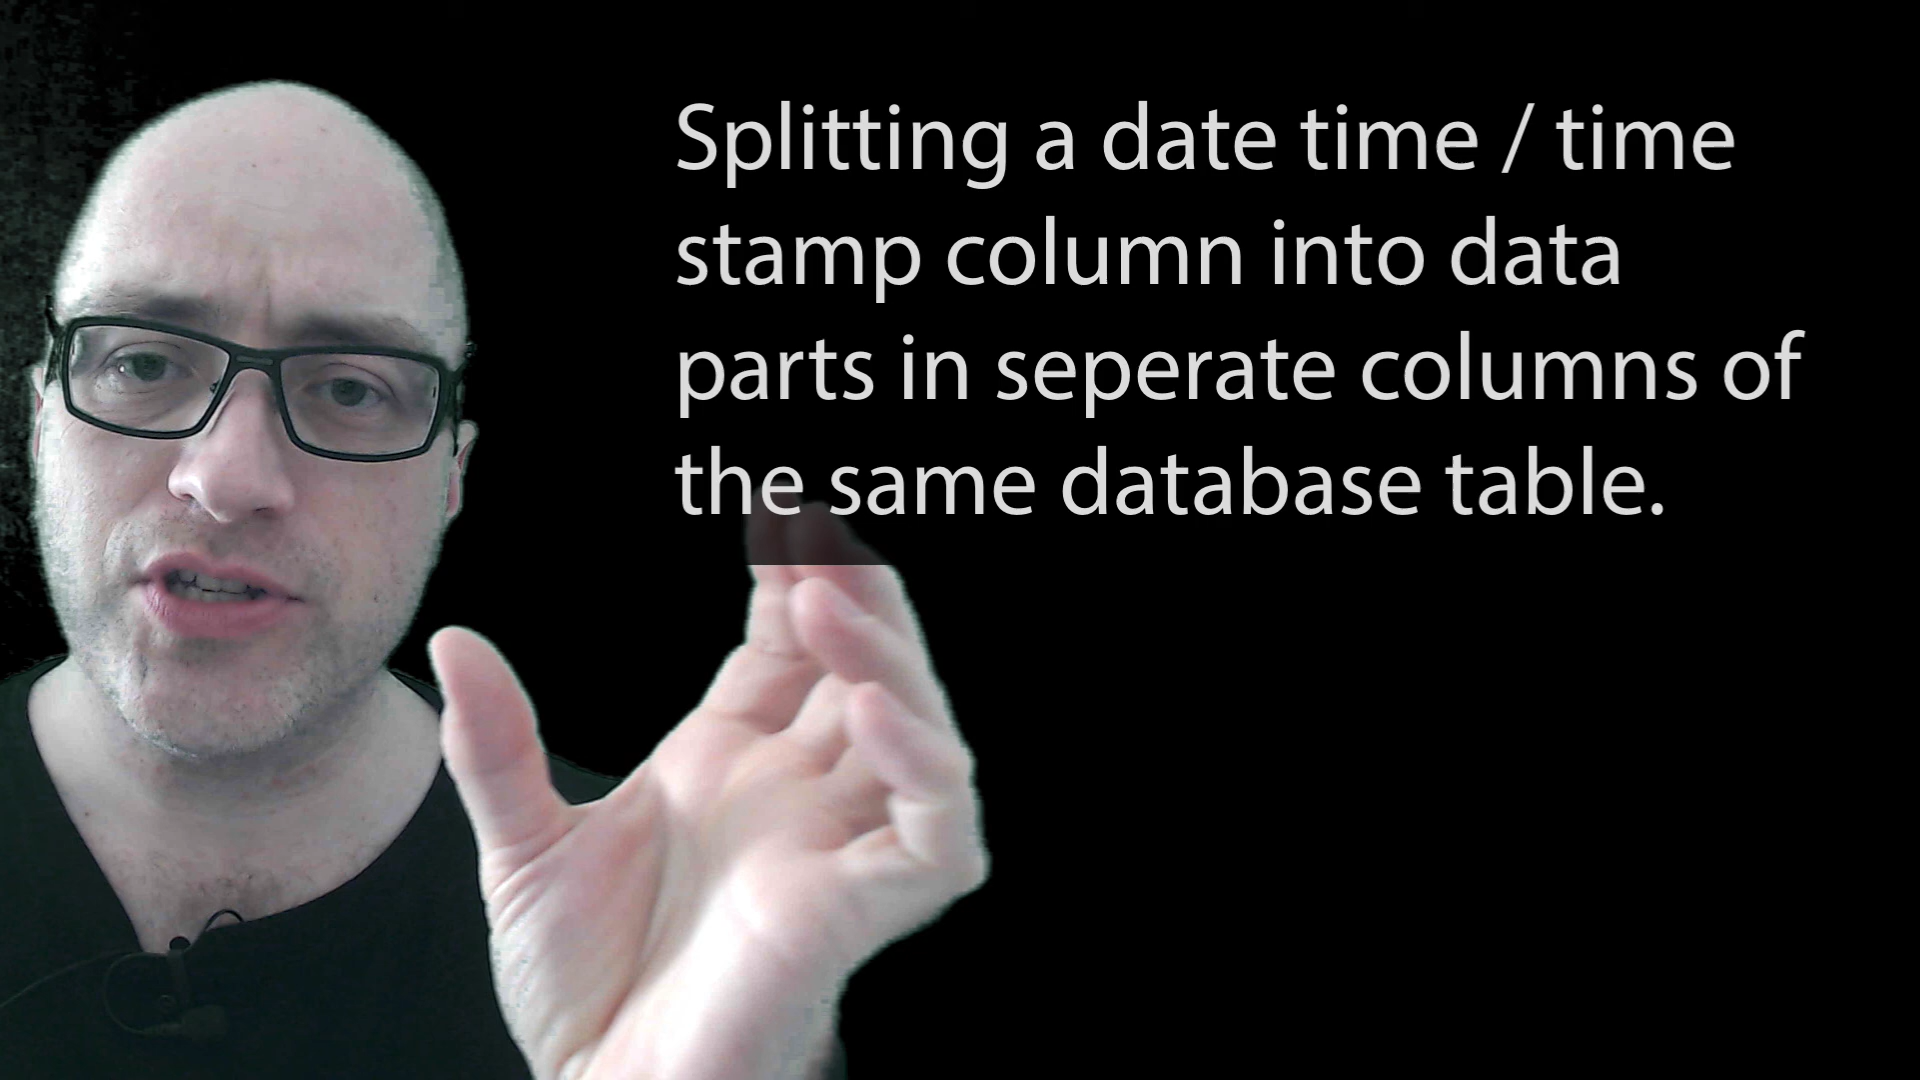 Splitting a date time / time
stamp column into data
parts in seperate columns of
the same database table.